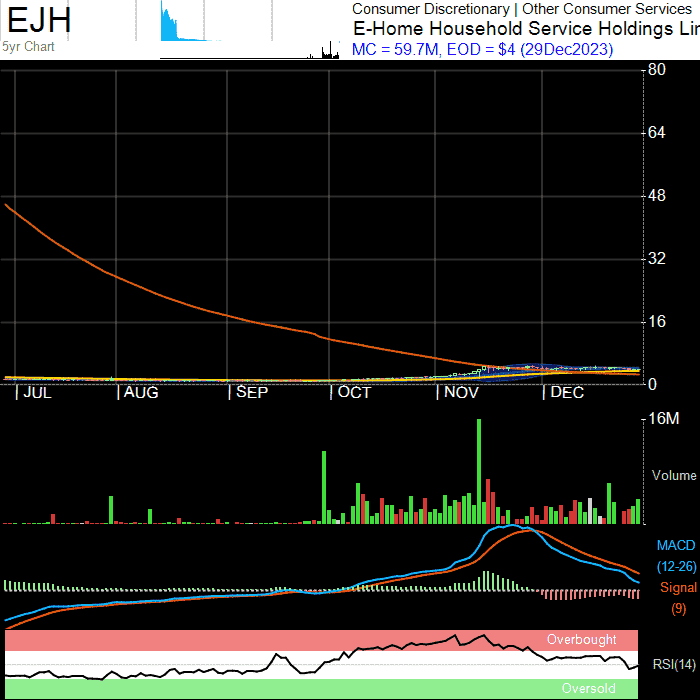 EJH
5yr Chart
Consumer Discretionary | Other Consumer Services
E-Home Household Service Holdings Lir
MC = 59.7M, EOD = $4 (29Dec2023)
80
64
48
32
16
0
JUL AUG SEP OCT NOV DEC
16M
Volume
MACD
(12-26)
Signal
(9)
Overbought
RSI(14)
Oversold